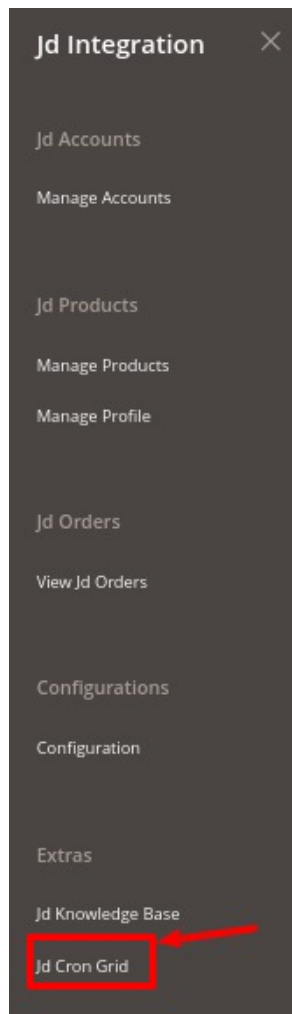 Jd Integration
Jd Accounts
Manage Accounts
Jd Products
Manage Products
Manage Profile
Jd Orders
View Jd Orders
Configurations
Configuration
Extras
Jd Knowledge Base
Jd Cron Grid